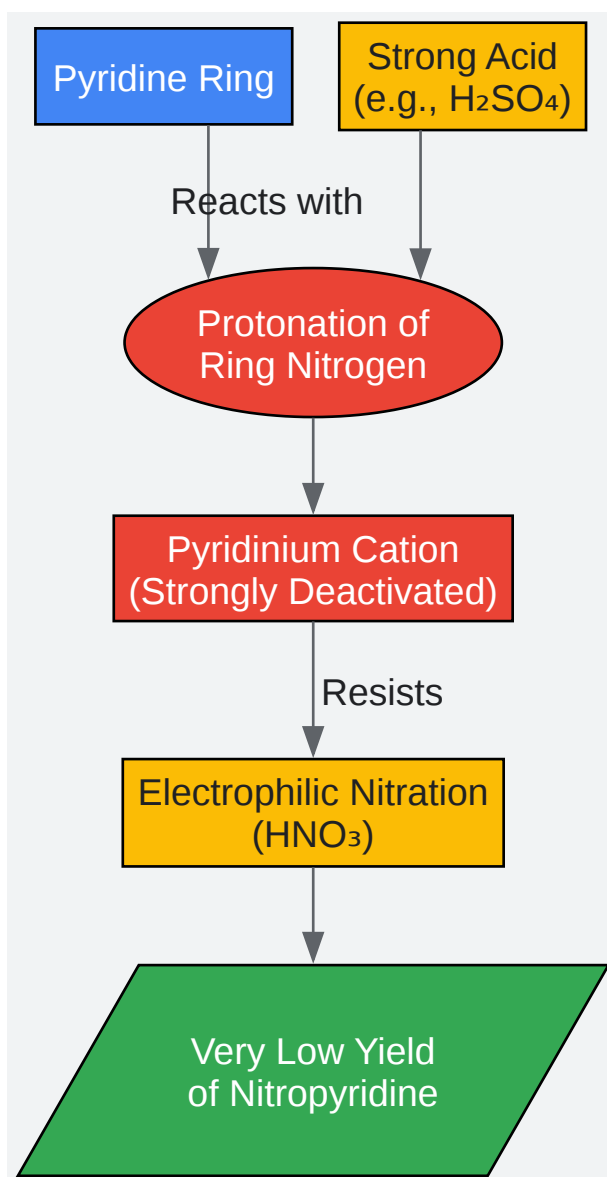 Pyridine Ring
Strong Acid
(e.g., H₂SO₄)
Reacts with
Protonation of
Ring Nitrogen
Pyridinium Cation
(Strongly Deactivated)
Resists
Electrophilic Nitration
(HNO₃)
Very Low Yield
of Nitropyridine